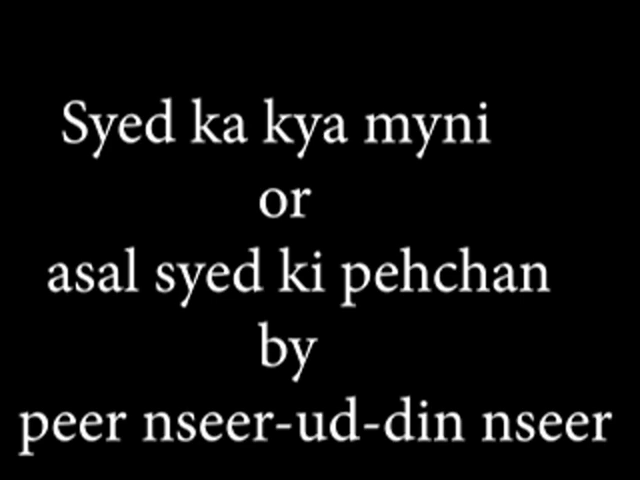 Syed ka kya myni
or
asal syed ki pehchan
by
peer nseer-ud-din nseer